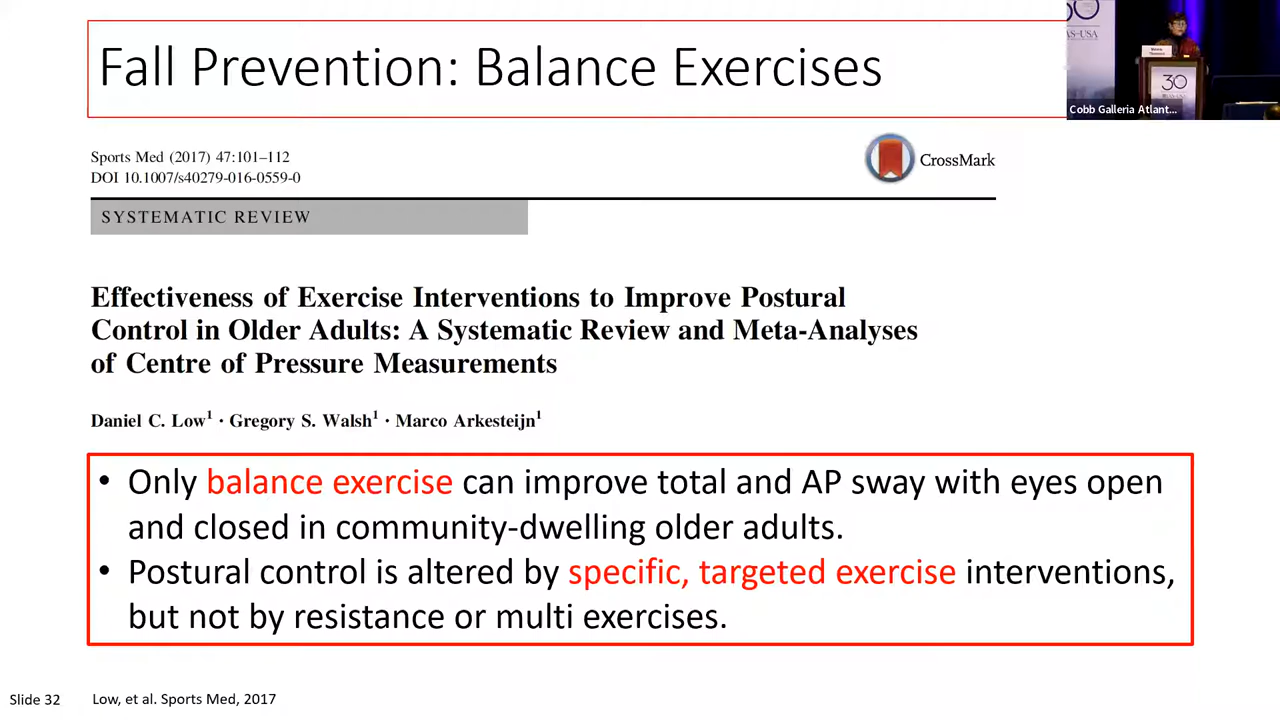 Fall Prevention: Balance Exercises
30
AS-USA
30
Cobb Galleria Atlant...
Sports Med (2017) 47:101–112
DOI 10.1007/s40279-016-0559-0
CrossMark
SYSTEMATIC REVIEW
Effectiveness of Exercise Interventions to Improve Postural
Control in Older Adults: A Systematic Review and Meta-Analyses
of Centre of Pressure Measurements
Daniel C. Low1 · Gregory S. Walsh1 · Marco Arkesteijn1
• Only balance exercise can improve total and AP sway with eyes open
and closed in community-dwelling older adults.
• Postural control is altered by specific, targeted exercise interventions,
but not by resistance or multi exercises.
Slide 32
Low, et al. Sports Med, 2017